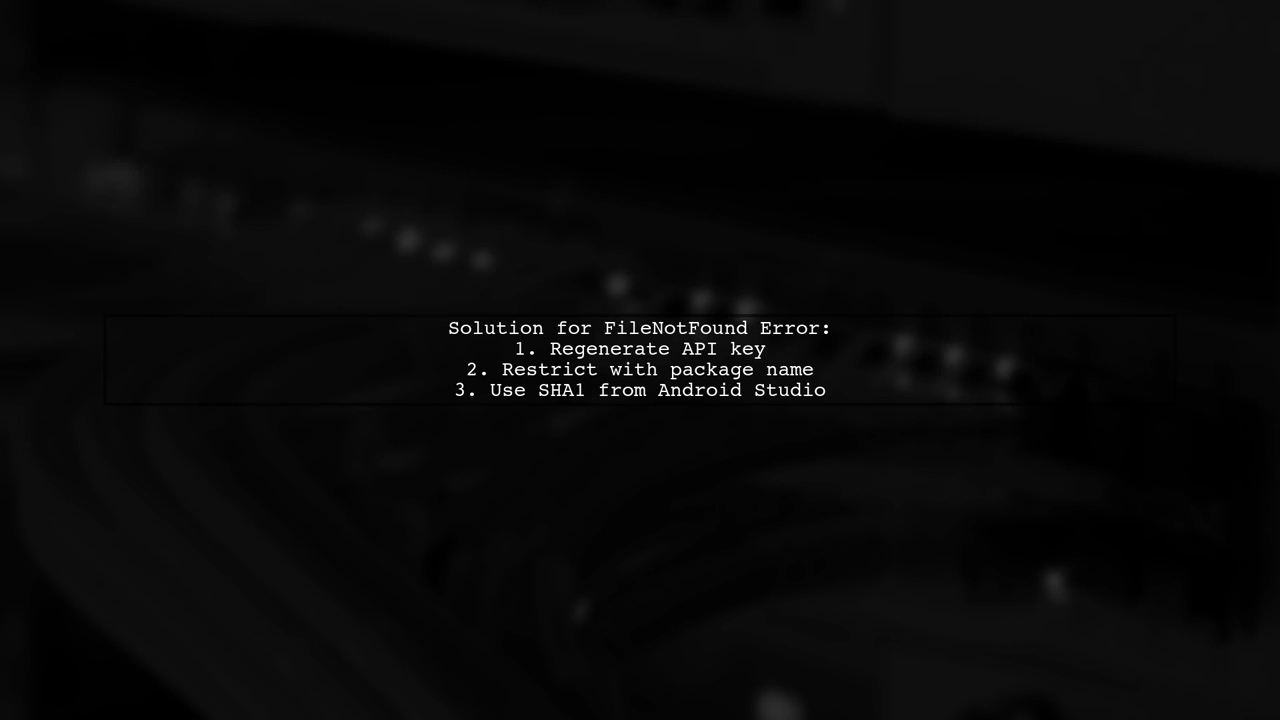 Solution for FileNotFound Error:
1. Regenerate API key
2. Restrict with package name
3. Use SHA1 from Android Studio